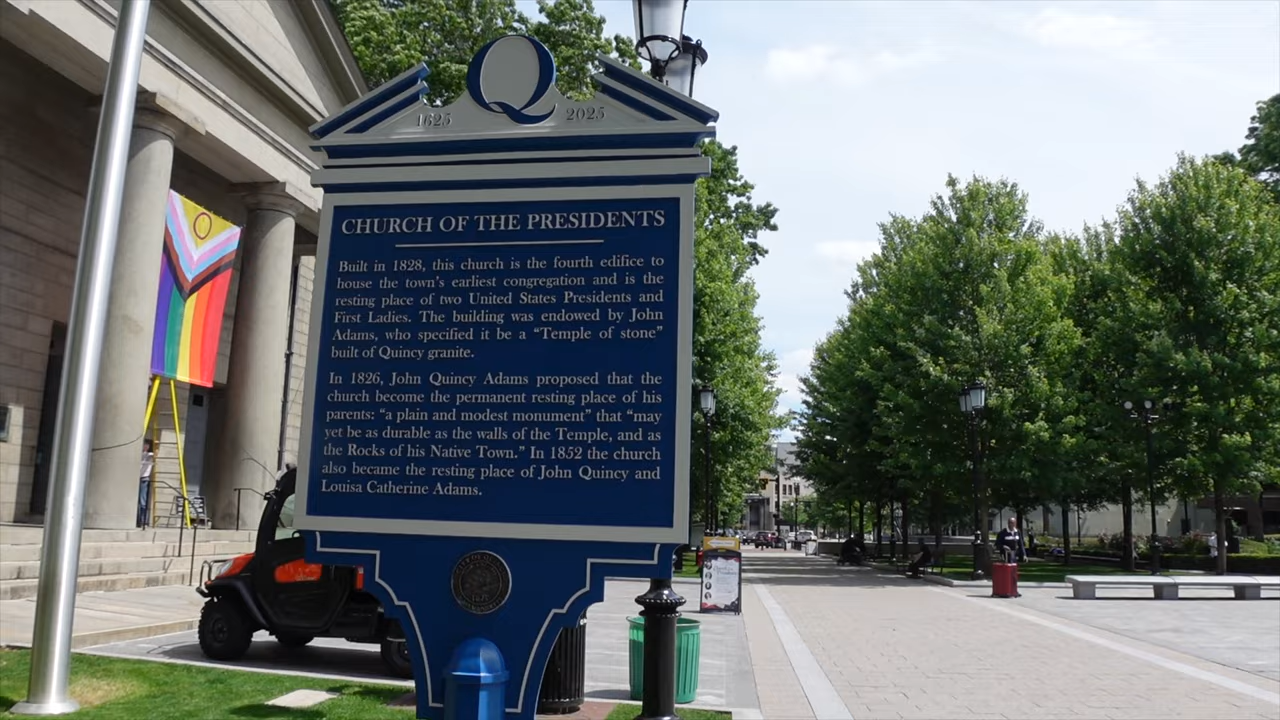 Q
1625 2025
CHURCH OF THE PRESIDENTS
Built in 1828, this church is the fourth edifice to
house the town's earliest congregation and is the
resting place of two United States Presidents and
First Ladies. The building was endowed by John
Adams, who specified it be a “Temple of stone”
built of Quincy granite.
In 1826, John Quincy Adams proposed that the
church become the permanent resting place of his
parents: “a plain and modest monument” that “may
yet be as durable as the walls of the Temple, and as
the Rocks of his Native Town.” In 1852 the church
also became the resting place of John Quincy and
Louisa Catherine Adams.